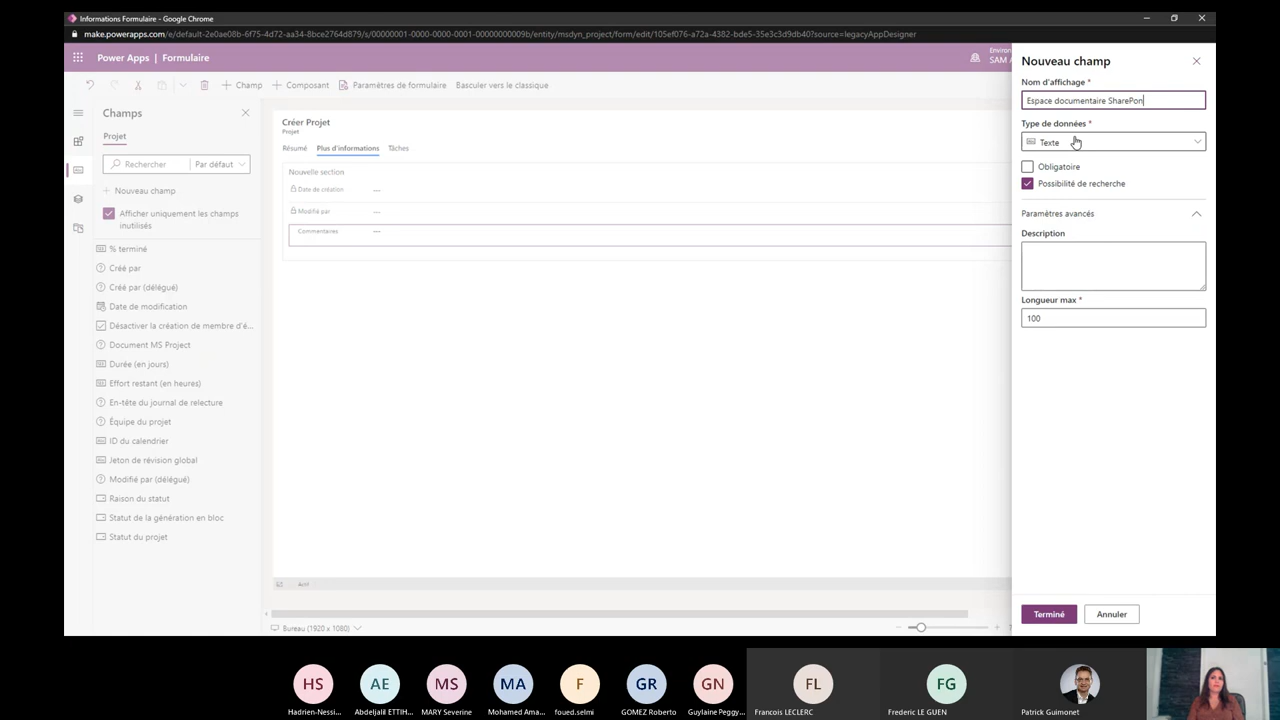 Informations Formulaire - Google Chrome
make.powerapps.com/e/default-2e0ae08b-6f75-4d72-aa34-8bce2764d879/s/00000001-0000-0000-0001-00000000009b/entity/msdyn_project/form/edit/105ef076-a72a-4382-bde5-35e3c3d9db40?source=legacyAppDesigner
Power Apps | Formulaire
Environ
SAM A
Champ
Composant
Paramètres de formulaire
Basculer vers le classique
Champs
Projet
Rechercher
Par défaut
Nouveau champ
Afficher uniquement les champs
inutilisés
% terminé
Créé par
Créé par (délégué)
Date de modification
Désactiver la création de membre d'é...
Document MS Project
Durée (en jours)
Effort restant (en heures)
En-tête du journal de relecture
Équipe du projet
ID du calendrier
Jeton de révision global
Modifié par (délégué)
Raison du statut
Statut de la génération en bloc
Statut du projet
Créer Projet
Projet
Résumé
Plus d'informations
Tâches
Nouvelle section
Date de création ---
Modifié par ---
Commentaires ---
Actif
Bureau (1920 x 1080)
Nouveau champ
Nom d'affichage *
Espace documentaire SharePon
Type de données *
Texte
Obligatoire
Possibilité de recherche
Paramètres avancés
Description
Longueur max *
100
Terminé
Annuler
HS
AE
MS
MA
F
GR
GN
FL
FG
Hadrien-Nessi...
Abdeljalil ETTIH...
MARY Severine
Mohamed Ama...
foued.selmi
GOMEZ Roberto
Guylaine Peggy...
Francois LECLERC
Frederic LE GUEN
Patrick Guimonet